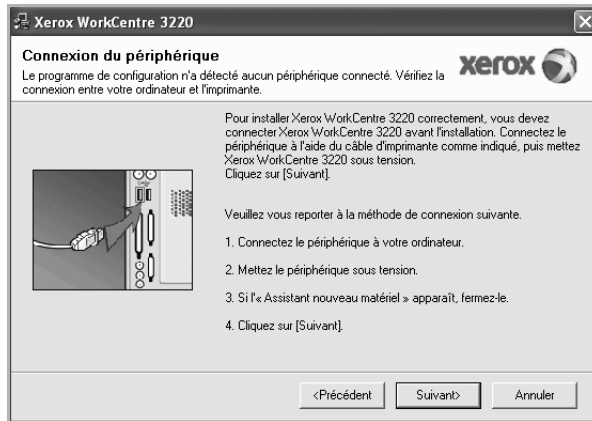 Xerox WorkCentre 3220
Connexion du périphérique
Le programme de configuration n'a détecté aucun périphérique connecté. Vérifiez la
connexion entre votre ordinateur et l'imprimante.
xerox
Pour installer Xerox WorkCentre 3220 correctement, vous devez
connecter Xerox WorkCentre 3220 avant l'installation. Connectez le
périphérique à l'aide du câble d'imprimante comme indiqué, puis mettez
Xerox WorkCentre 3220 sous tension.
Cliquez sur [Suivant].
Veuillez vous reporter à la méthode de connexion suivante.
1. Connectez le périphérique à votre ordinateur.
2. Mettez le périphérique sous tension.
3. Si l'« Assistant nouveau matériel » apparaît, fermez-le.
4. Cliquez sur [Suivant].
<Précédent
Suivant>
Annuler